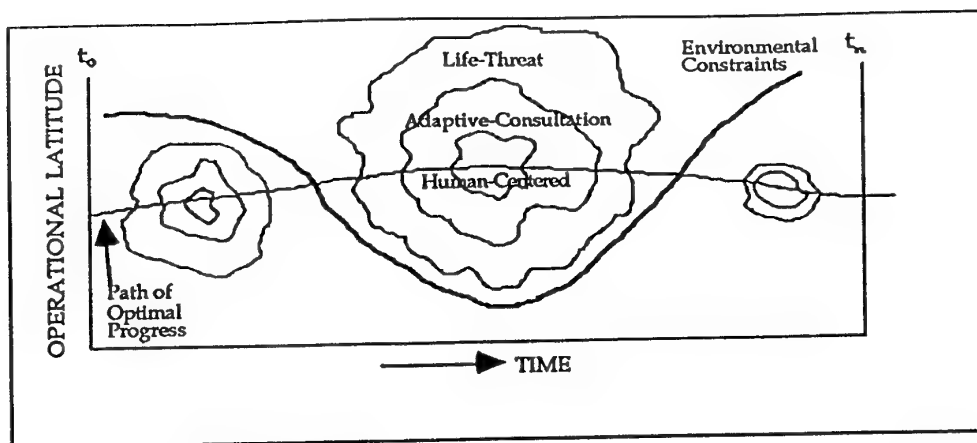 t₀
Life-Threat
Environmental
Constraints
tₙ
Adaptive-Consultation
Human-Centered
OPERATIONAL LATITUDE
Path of
Optimal
Progress
TIME